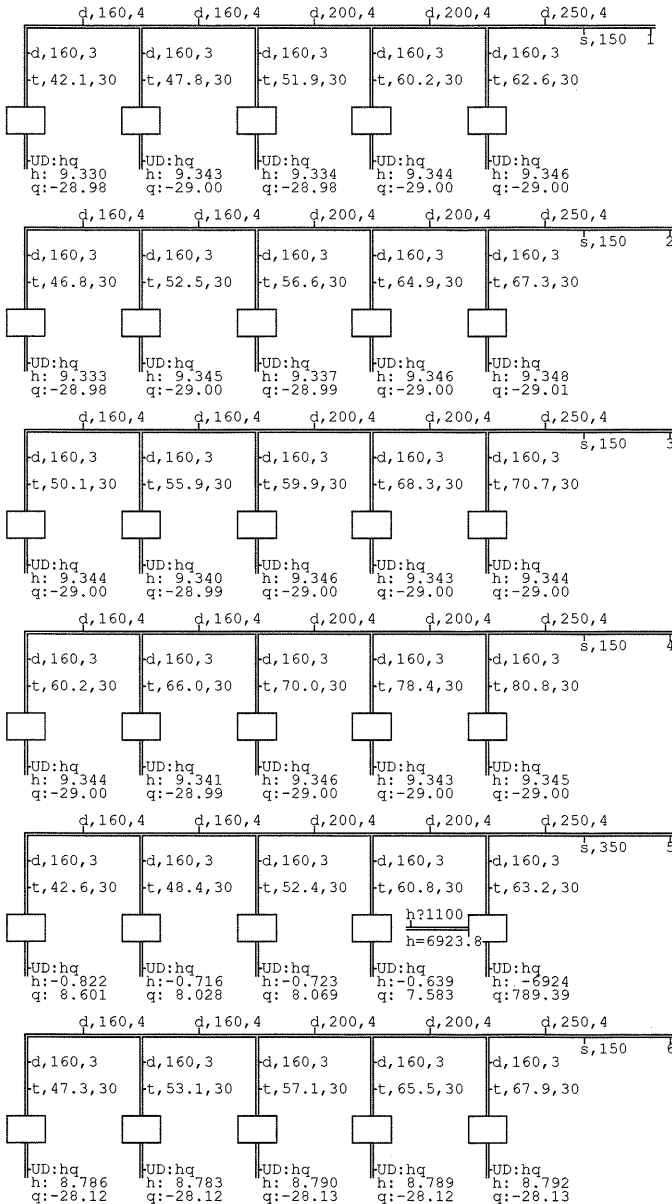 d,160,4 d,160,4 d,200,4 d,200,4 d,250,4
s,150 1
d,160,3 d,160,3 d,160,3 d,160,3 d,160,3
t,42.1,30 t,47.8,30 t,51.9,30 t,60.2,30 t,62.6,30
UD:hq UD:hq UD:hq UD:hq UD:hq
h: 9.330 h: 9.343 h: 9.334 h: 9.344 h: 9.346
q:-28.98 q:-29.00 q:-28.98 q:-29.00 q:-29.00
d,160,4 d,160,4 d,200,4 d,200,4 d,250,4
s,150 2
d,160,3 d,160,3 d,160,3 d,160,3 d,160,3
t,46.8,30 t,52.5,30 t,56.6,30 t,64.9,30 t,67.3,30
UD:hq UD:hq UD:hq UD:hq UD:hq
h: 9.333 h: 9.345 h: 9.337 h: 9.346 h: 9.348
q:-28.98 q:-29.00 q:-28.99 q:-29.00 q:-29.01
d,160,4 d,160,4 d,200,4 d,200,4 d,250,4
s,150 3
d,160,3 d,160,3 d,160,3 d,160,3 d,160,3
t,50.1,30 t,55.9,30 t,59.9,30 t,68.3,30 t,70.7,30
UD:hq UD:hq UD:hq UD:hq UD:hq
h: 9.344 h: 9.340 h: 9.346 h: 9.343 h: 9.344
q:-29.00 q:-28.99 q:-29.00 q:-29.00 q:-29.00
d,160,4 d,160,4 d,200,4 d,200,4 d,250,4
s,150 4
d,160,3 d,160,3 d,160,3 d,160,3 d,160,3
t,60.2,30 t,66.0,30 t,70.0,30 t,78.4,30 t,80.8,30
UD:hq UD:hq UD:hq UD:hq UD:hq
h: 9.344 h: 9.341 h: 9.346 h: 9.343 h: 9.345
q:-29.00 q:-28.99 q:-29.00 q:-29.00 q:-29.00
d,160,4 d,160,4 d,200,4 d,200,4 d,250,4
s,350 5
d,160,3 d,160,3 d,160,3 d,160,3 d,160,3
t,42.6,30 t,48.4,30 t,52.4,30 t,60.8,30 t,63.2,30
h?1100
h=6923.8
UD:hq UD:hq UD:hq UD:hq UD:hq
h:-0.822 h:-0.716 h:-0.723 h:-0.639 h: -6924
q: 8.601 q: 8.028 q: 8.069 q: 7.583 q:789.39
d,160,4 d,160,4 d,200,4 d,200,4 d,250,4
s,150 6
d,160,3 d,160,3 d,160,3 d,160,3 d,160,3
t,47.3,30 t,53.1,30 t,57.1,30 t,65.5,30 t,67.9,30
UD:hq UD:hq UD:hq UD:hq UD:hq
h: 8.786 h: 8.783 h: 8.790 h: 8.789 h: 8.792
q:-28.12 q:-28.12 q:-28.13 q:-28.12 q:-28.13